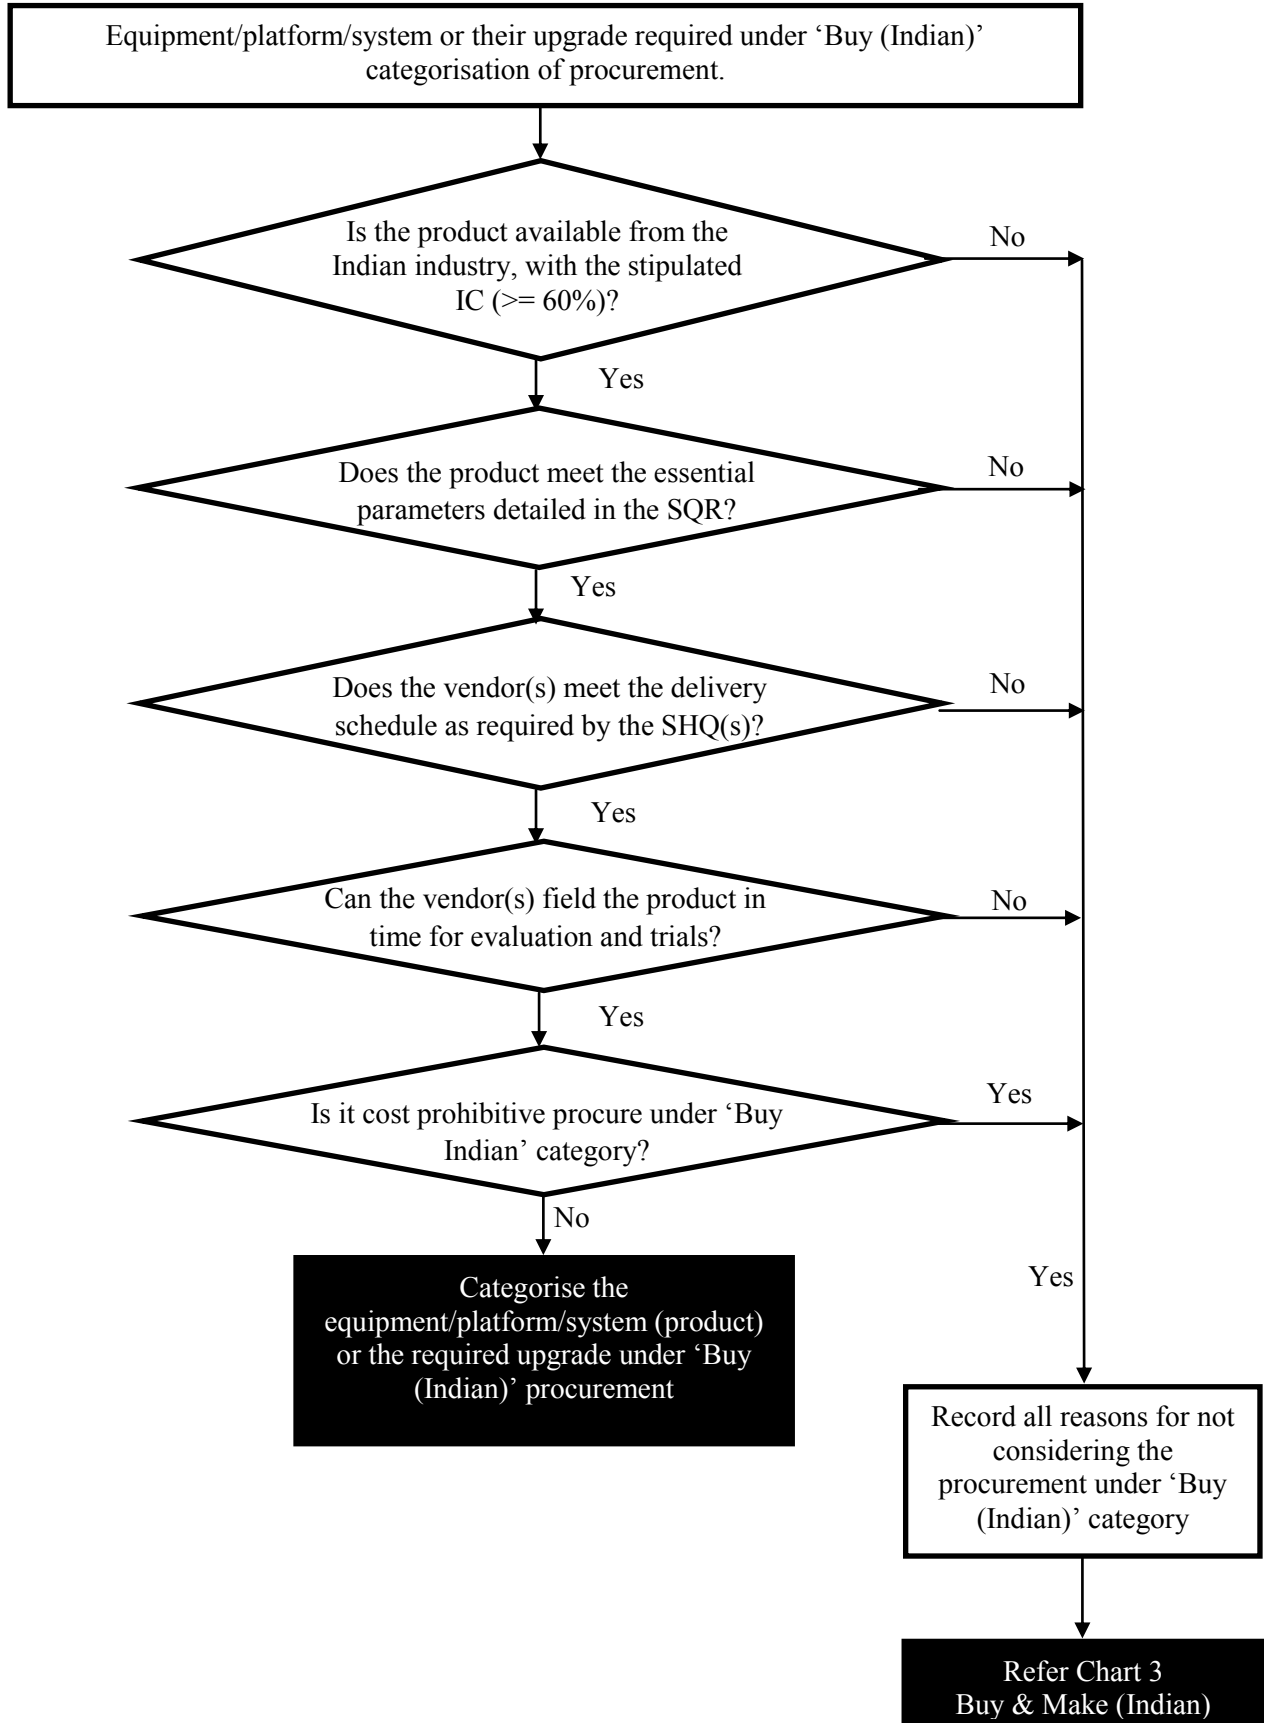 Equipment/platform/system or their upgrade required under ‘Buy (Indian)’
categorisation of procurement.
Is the product available from the
Indian industry, with the stipulated
IC (>= 60%)?
No
Yes
Does the product meet the essential
parameters detailed in the SQR?
No
Yes
Does the vendor(s) meet the delivery
schedule as required by the SHQ(s)?
No
Yes
Can the vendor(s) field the product in
time for evaluation and trials?
No
Yes
Is it cost prohibitive procure under ‘Buy
Indian’ category?
Yes
No
Categorise the
equipment/platform/system (product)
or the required upgrade under ‘Buy
(Indian)’ procurement
Yes
Record all reasons for not
considering the
procurement under ‘Buy
(Indian)’ category
Refer Chart 3
Buy & Make (Indian)